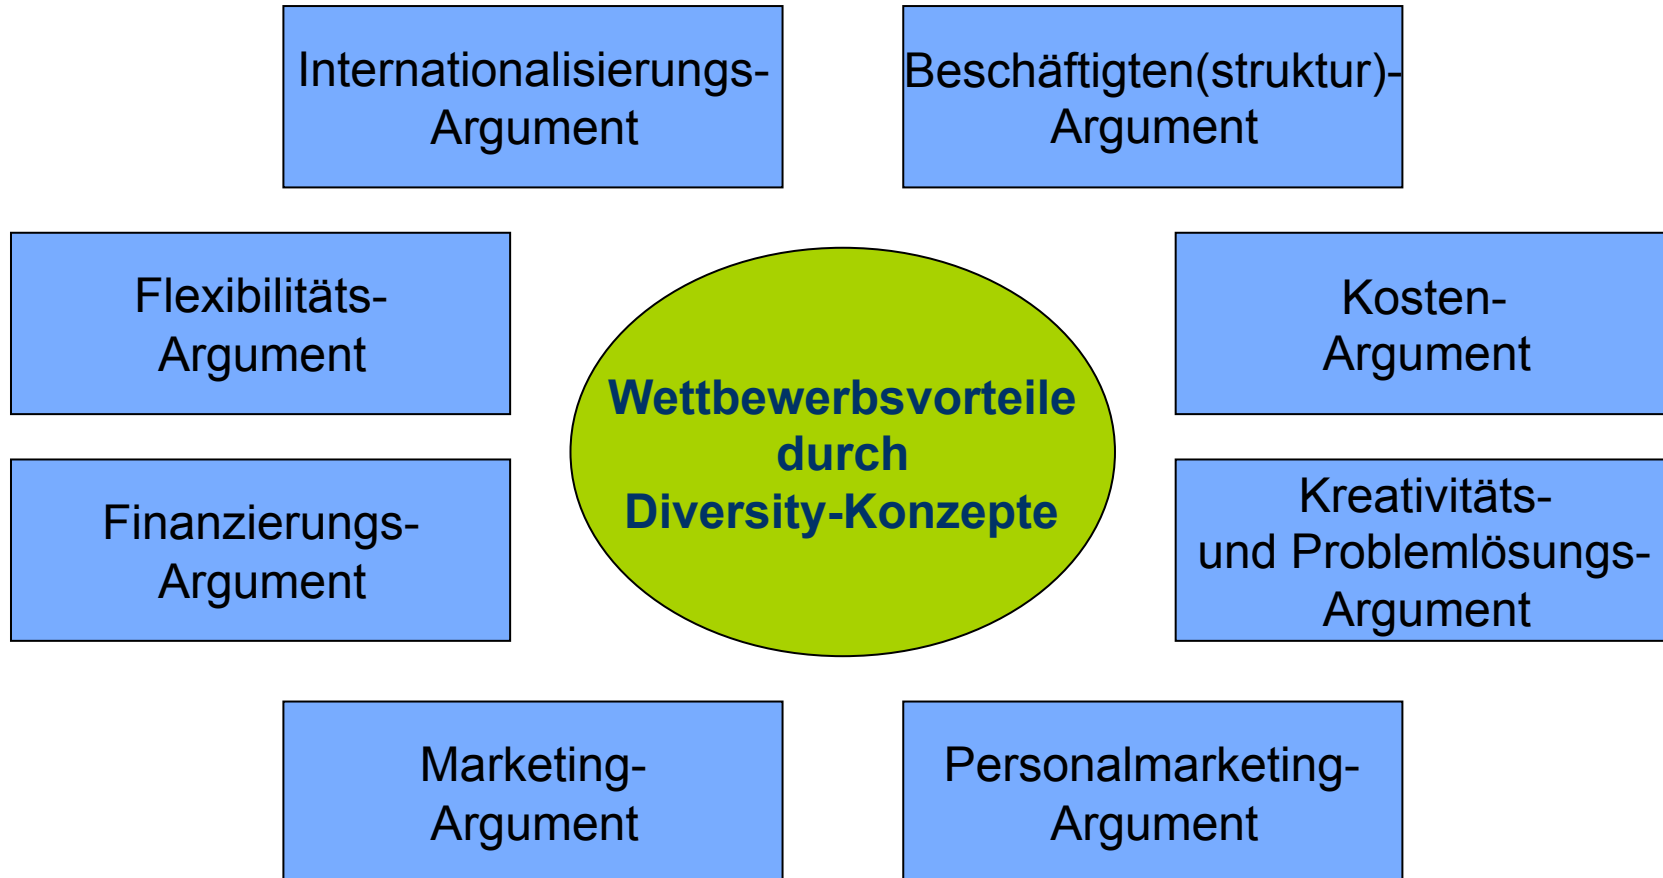 Internationalisierungs-
Argument
Beschäftigten(struktur)-
Argument
Flexibilitäts-
Argument
Kosten-
Argument
Wettbewerbsvorteile
durch
Diversity-Konzepte
Finanzierungs-
Argument
Kreativitäts-
und Problemlösungs-
Argument
Marketing-
Argument
Personalmarketing-
Argument